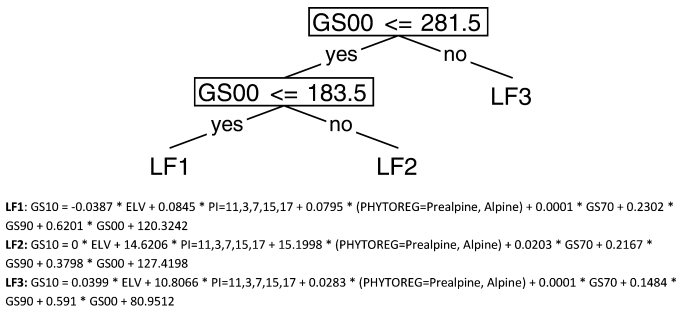 GS00 <= 281.5
yes no
GS00 <= 183.5
LF3
yes no
LF1 LF2
LF1: GS10 = -0.0387 * ELV + 0.0845 * PI=11,3,7,15,17 + 0.0795 * (PHYTOREG=Prealpine, Alpine) + 0.0001 * GS70 + 0.2302 *
GS90 + 0.6201 * GS00 + 120.3242
LF2: GS10 = 0 * ELV + 14.6206 * PI=11,3,7,15,17 + 15.1998 * (PHYTOREG=Prealpine, Alpine) + 0.0203 * GS70 + 0.2167 *
GS90 + 0.3798 * GS00 + 127.4198
LF3: GS10 = 0.0399 * ELV + 10.8066 * PI=11,3,7,15,17 + 0.0283 * (PHYTOREG=Prealpine, Alpine) + 0.0001 * GS70 + 0.1484 *
GS90 + 0.591 * GS00 + 80.9512